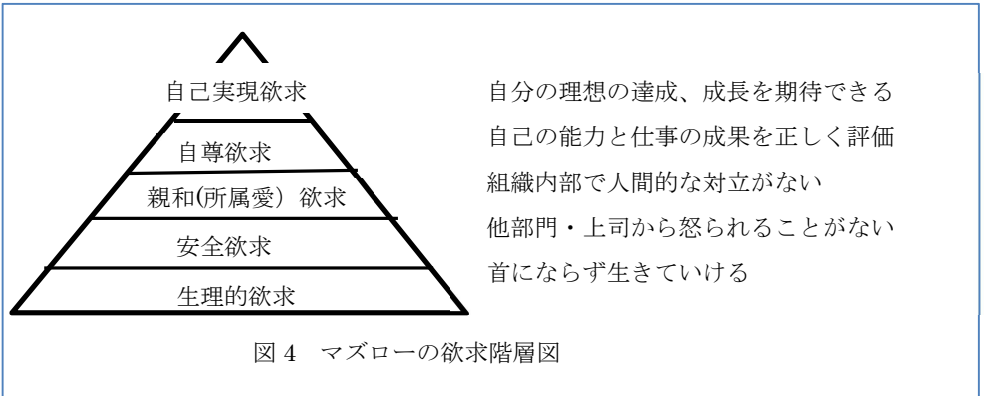 自己実現欲求 自分の理想の達成、成長を期待できる
自尊欲求 自己の能力と仕事の成果を正しく評価
親和(所属愛）欲求 組織内部で人間的な対立がない
安全欲求 他部門・上司から怒られることがない
生理的欲求 首にならず生きていける
図 4 マズローの欲求階層図